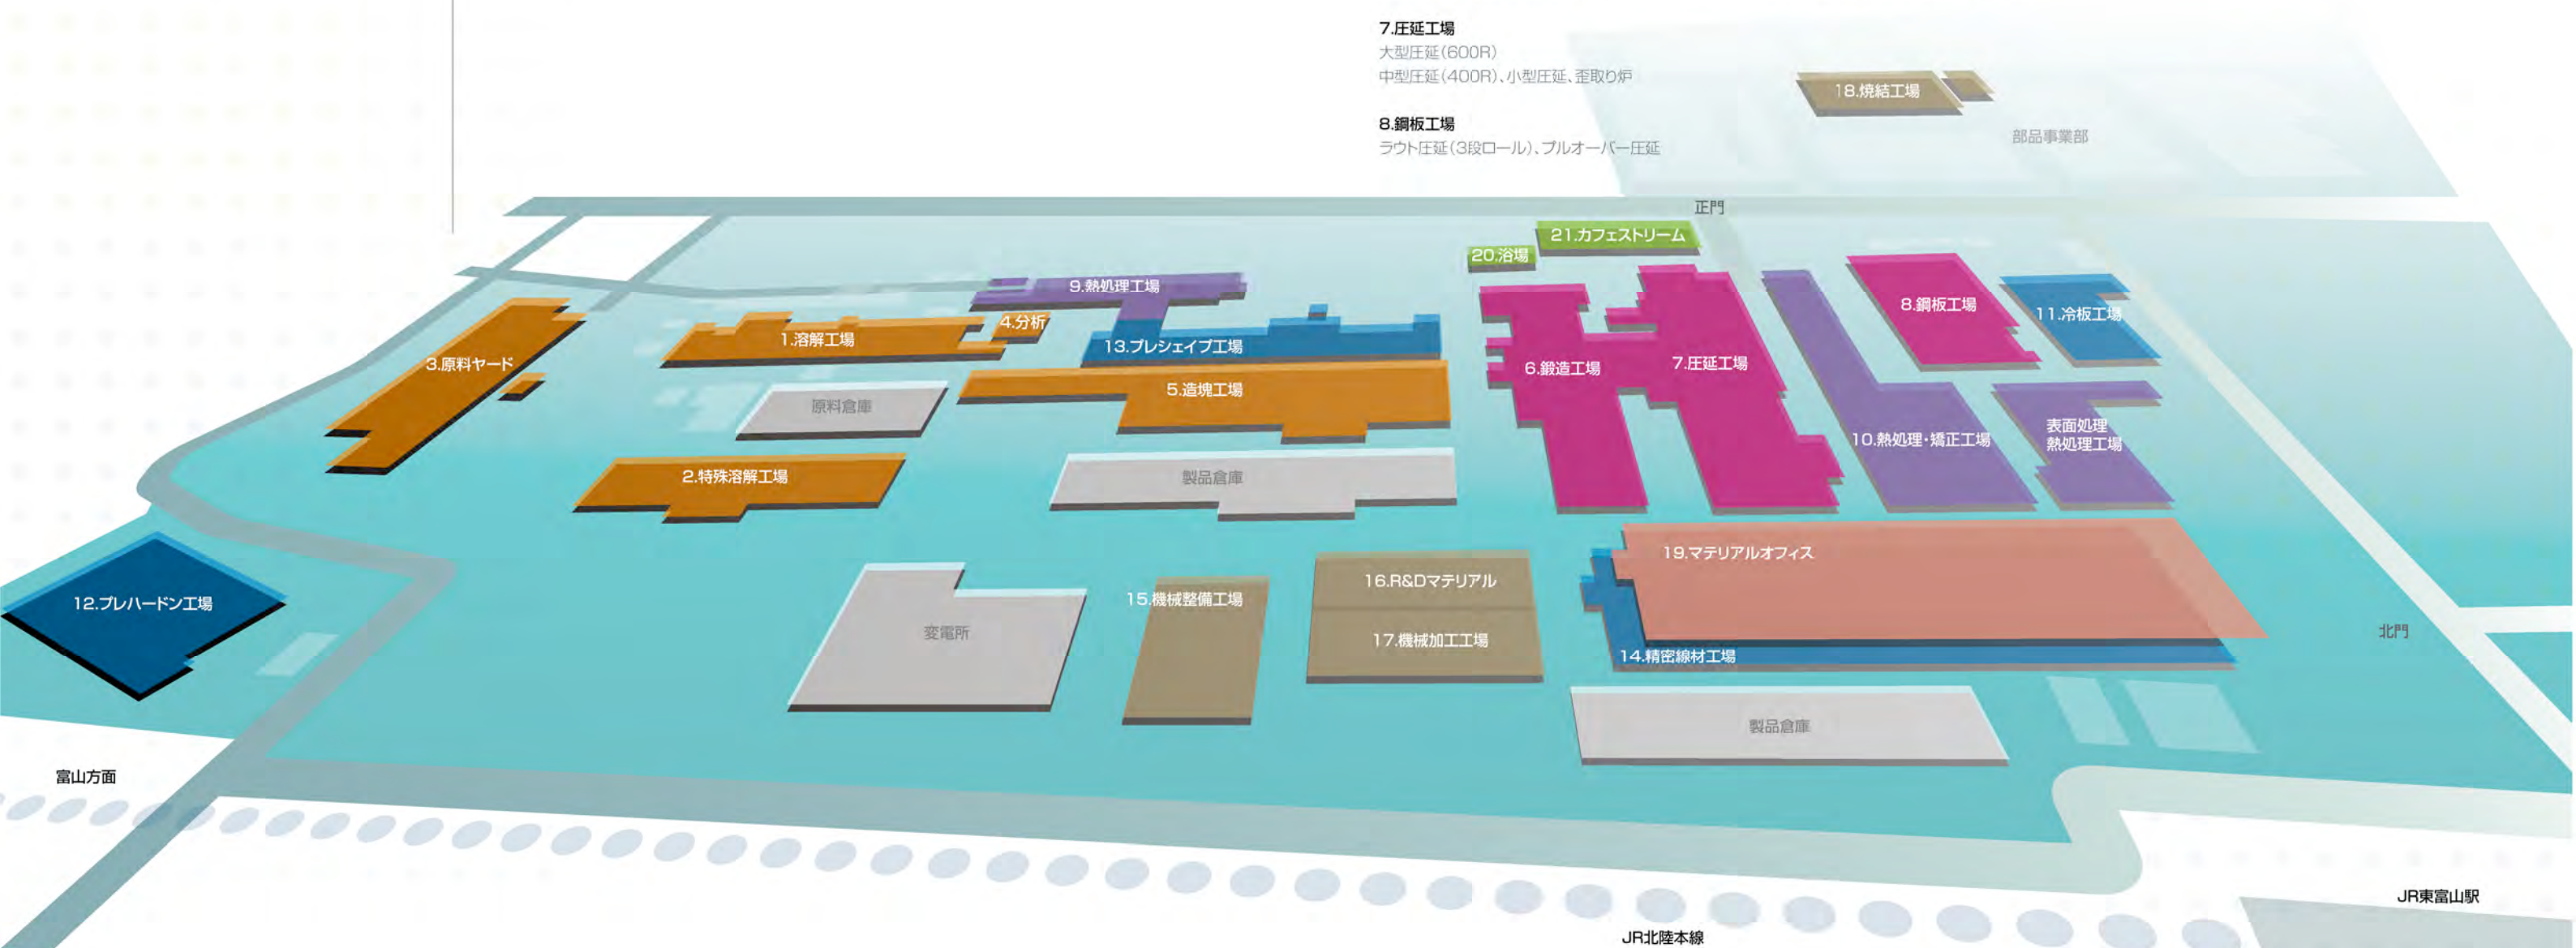 7.圧延工場
大型圧延(600R)
中型圧延(400R)、小型圧延、歪取り炉
8.鋼板工場
ラウト圧延(3段ロール)、プルオーバー圧延
18.焼結工場
部品事業部
正門
21.カフェストリーム
20.浴場
9.熱処理工場
4.分析
1.溶解工場
13.プレシェイプ工場
3.原料ヤード
8.鋼板工場
11.冷板工場
6.鍛造工場
7.圧延工場
5.造塊工場
原料倉庫
10.熱処理・矯正工場
表面処理
熱処理工場
2.特殊溶解工場
製品倉庫
19.マテリアルオフィス
16.R&Dマテリアル
15.機械整備工場
12.プレハードン工場
変電所
17.機械加工工場
14.精密線材工場
北門
製品倉庫
富山方面
JR東富山駅
JR北陸本線